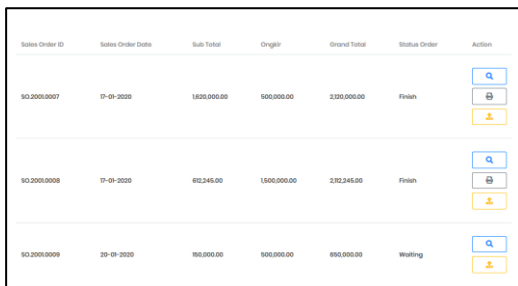 Sales Order ID Sales Order Date Sub Total Ongkir Grand Total Status Order Action
SO.2001.0007 17-01-2020 1,620,000.00 500,000.00 2,120,000.00 Finish
SO.2001.0008 17-01-2020 612,245.00 1,500,000.00 2,112,245.00 Finish
SO.2001.0009 20-01-2020 150,000.00 500,000.00 650,000.00 Waiting